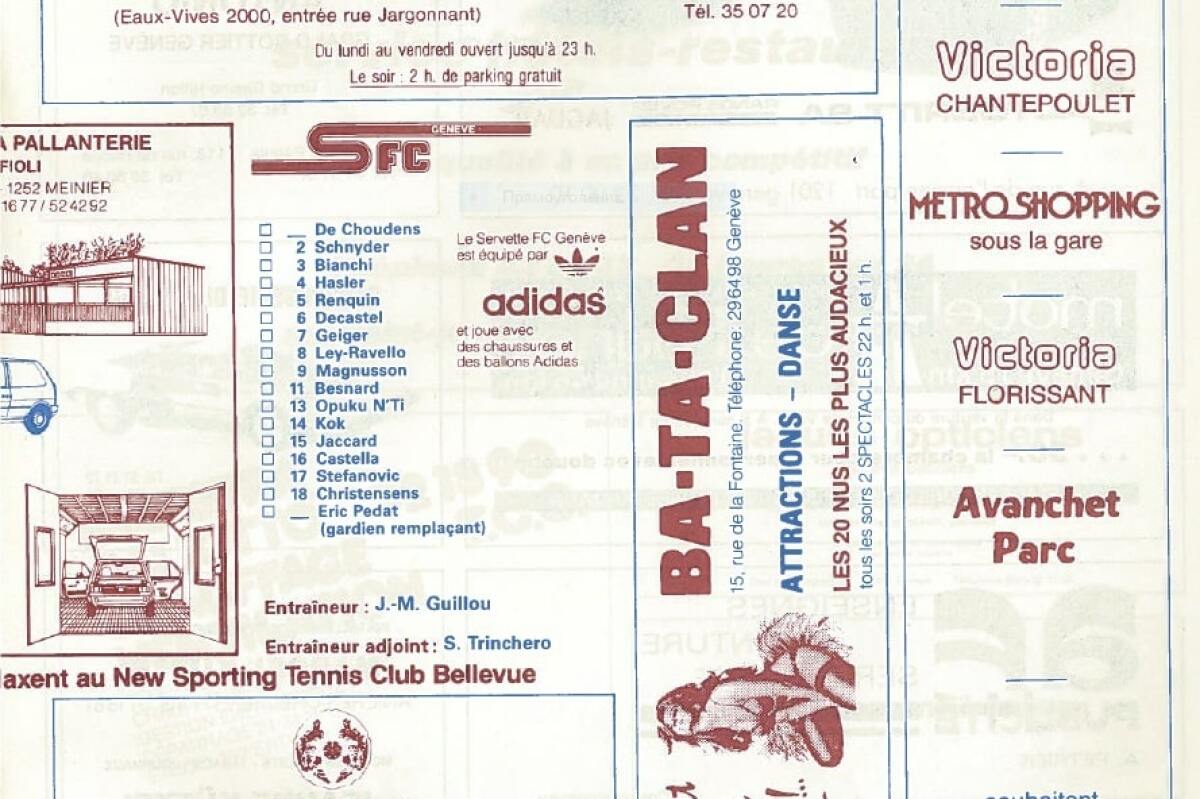 (Eaux-Vives 2000, entrée rue Jargonnant)
Du lundi au vendredi ouvert jusqu'à 23 h.
Le soir : 2 h. de parking gratuit
Tél. 35 07 20
A PALLANTERIE
FIOLI
- 1252 MEINIER
1677/524292
GENEVE
SFC
De Choudens
2 Schnyder
3 Bianchi
4 Hasler
5 Renquin
6 Decastel
7 Geiger
8 Ley-Ravello
9 Magnusson
11 Besnard
13 Opuku N'Ti
14 Kok
15 Jaccard
16 Castella
17 Stefanovic
18 Christensens
Eric Pedat
(gardien remplaçant)
Entraîneur : J.-M. Guillou
Entraîneur adjoint : S. Trinchero
Le Servette FC Genève
est équipé par
adidas
et joue avec
des chaussures et
des ballons Adidas
laxent au New Sporting Tennis Club Bellevue
BA-TA-CLAN
15, rue de la Fontaine. Téléphone: 296498 Genève
ATTRACTIONS – DANSE
LES 20 NUS LES PLUS AUDACIEUX
tous les soirs 2 SPECTACLES 22 h. et 1h.
Victoria
CHANTEPOULET
METRO SHOPPING
sous la gare
Victoria
FLORISSANT
Avanchet
Parc
souhaitent